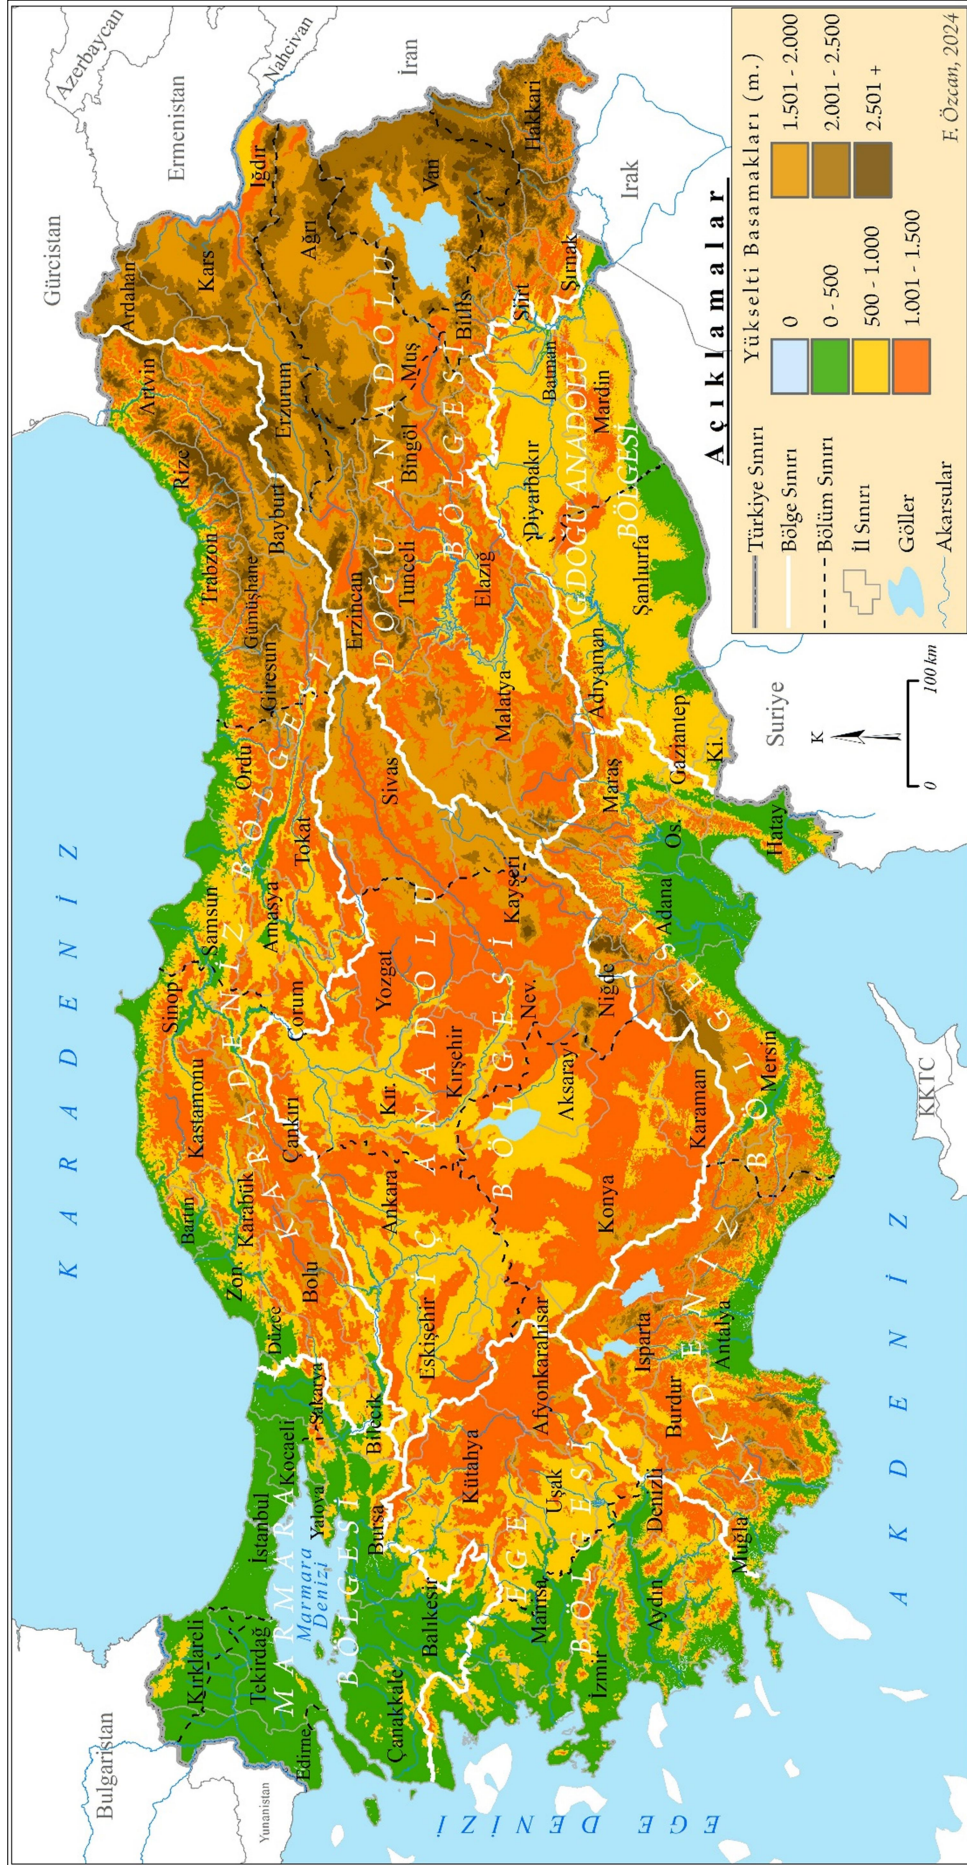 Bulgaristan
Yunanistan
Gürcistan
Ermenistan
Azerbaycan
Nahcivan
İran
Irak
Suriye
KKTC
KARADENİZ
EGE DENİZİ
AKDENİZ
Marmara
Denizi
MARMARA
BÖLGESİ
KARADENİZ BÖLGESİ
İÇ ANADOLU
BÖLGESİ
DOĞU ANADOLU
BÖLGESİ
EGE
BÖLGESİ
AKDENİZ BÖLGESİ
GDOĞU ANADOLU
BÖLGESİ
Kırklareli
Edirne
Tekirdağ
İstanbul
Kocaeli
Yalova
Sakarya
Bilecik
Bursa
Balıkesir
Çanakkale
Düzce
Zon.
Bartın
Karabük
Bolu
Kastamonu
Sinop
Çankırı
Çorum
Samsun
Amasya
Tokat
Ordu
Giresun
Gümüşhane
Trabzon
Bayburt
Rize
Artvin
Ardahan
Kars
Iğdır
Ağrı
Erzurum
Erzincan
Tunceli
Bingöl
Muş
Bitlis
Van
Hakkari
Elazığ
Malatya
Eskişehir
Ankara
Kır.
Kırşehir
Yozgat
Sivas
Kayseri
Nev.
Aksaray
Niğde
Konya
Karaman
Kütahya
Afyonkarahisar
Uşak
Manisa
İzmir
Aydın
Denizli
Muğla
Burdur
Isparta
Antalya
Mersin
Adana
Os.
Hatay
Maraş
Gaziantep
Ki.
Adıyaman
Şanlıurfa
Diyarbakır
Mardin
Batman
Siirt
Şırnak
K
0
100 km
Açıklamalar
Türkiye Sınırı
Bölge Sınırı
Bölüm Sınırı
İl Sınırı
Göller
Akarsular
Yükselti Basamakları (m.)
0
0 - 500
500 - 1.000
1.001 - 1.500
1.501 - 2.000
2.001 - 2.500
2.501 +
F. Özcan, 2024